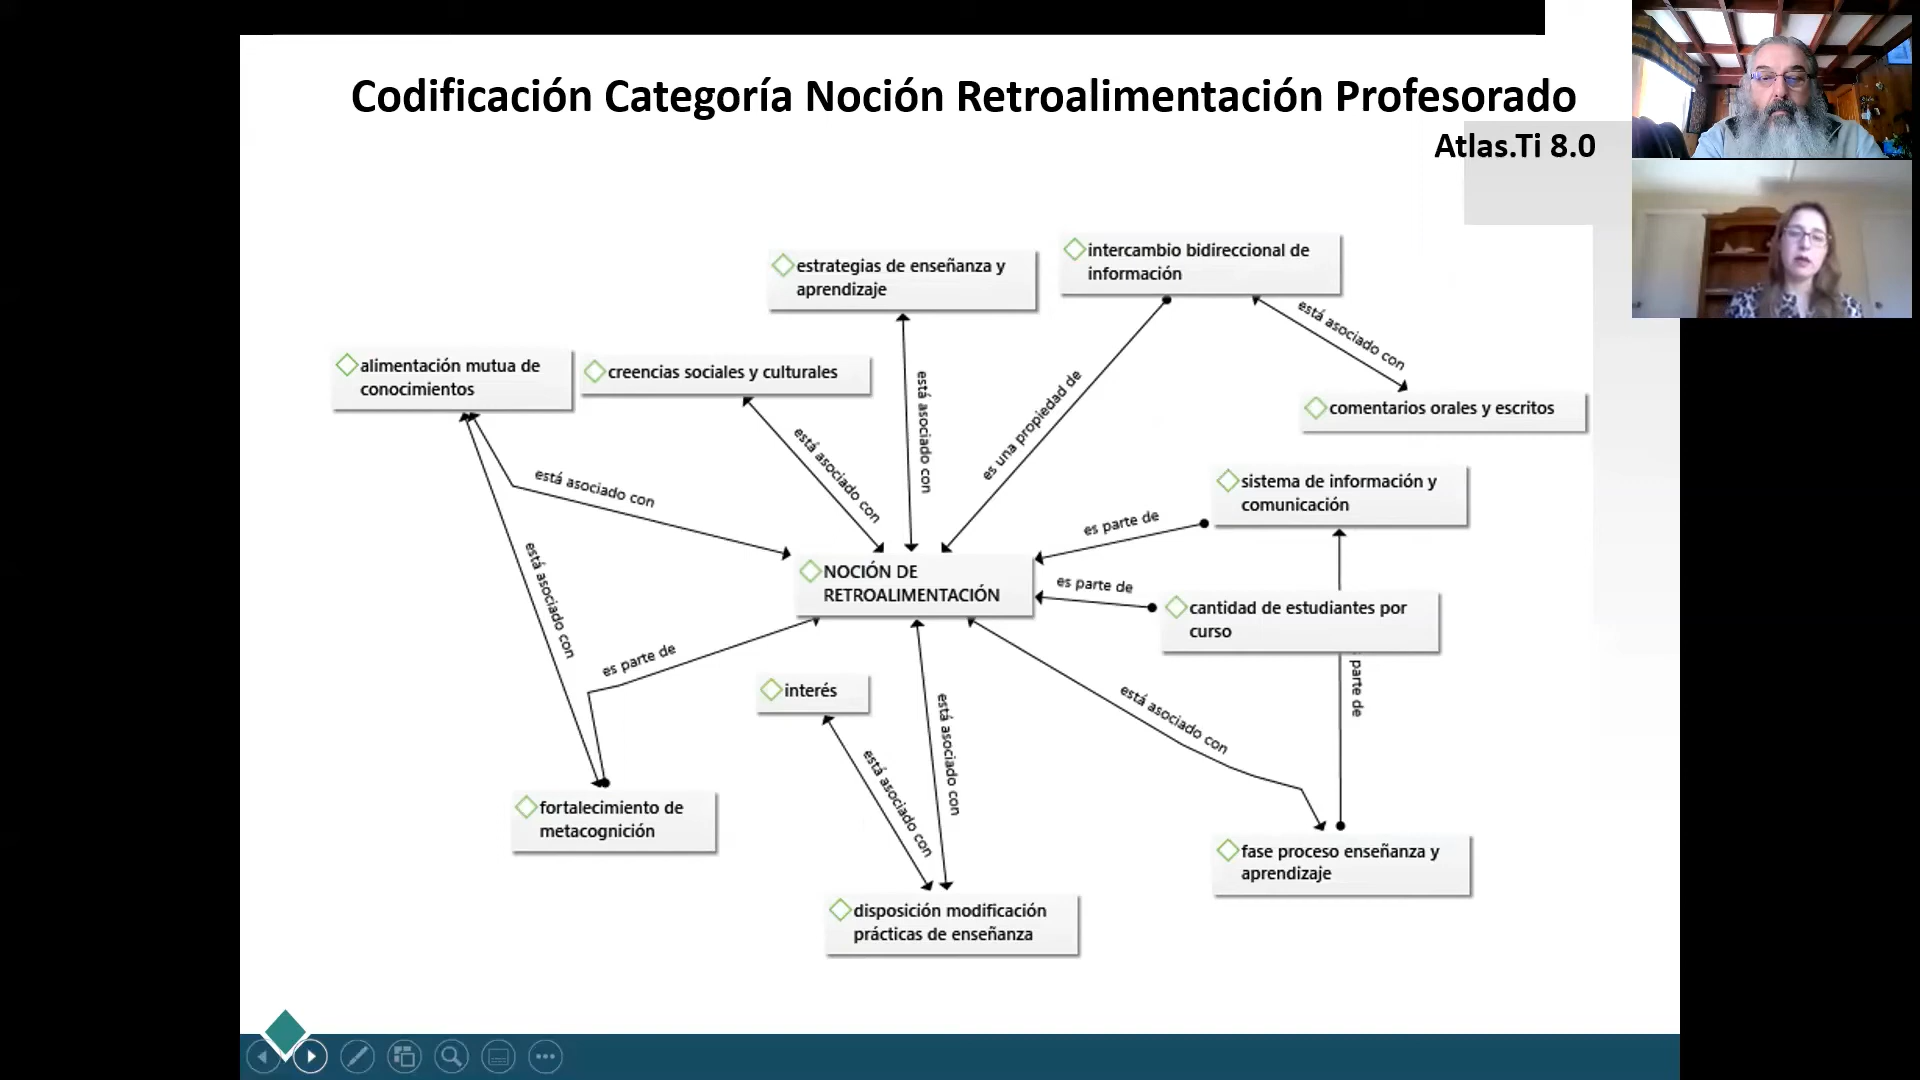 Codificación Categoría Noción Retroalimentación Profesorado
Atlas.Ti 8.0
intercambio bidireccional de
información
estrategias de enseñanza y
aprendizaje
está asociado con
alimentación mutua de
conocimientos
creencias sociales y culturales
está asociado con
es una propiedad de
comentarios orales y escritos
está asociado con
está asociado con
sistema de información y
comunicación
es parte de
está asociado con
NOCIÓN DE
RETROALIMENTACIÓN
es parte de
cantidad de estudiantes por
curso
está asociado con
es parte de
parte de
interés
está asociado con
está asociado con
está asociado con
fortalecimiento de
metacognición
fase proceso enseñanza y
aprendizaje
disposición modificación
prácticas de enseñanza